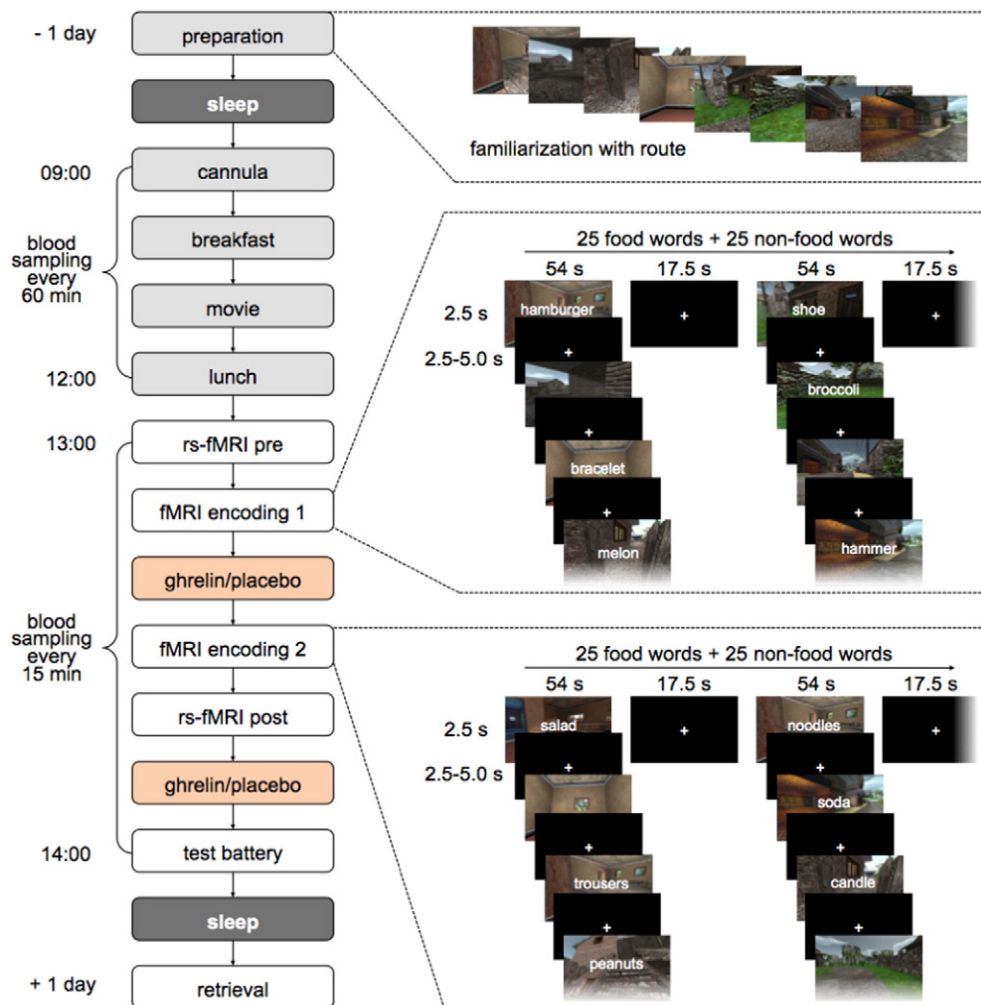 - 1 day
preparation
sleep
09:00
cannula
breakfast
blood
sampling
every
60 min
movie
12:00
lunch
13:00
rs-fMRI pre
fMRI encoding 1
ghrelin/placebo
blood
sampling
every
15 min
fMRI encoding 2
rs-fMRI post
ghrelin/placebo
14:00
test battery
sleep
+ 1 day
retrieval
familiarization with route
25 food words + 25 non-food words
54 s
17.5 s
54 s
17.5 s
2.5 s
2.5-5.0 s
hamburger
+
+
+
bracelet
+
melon
+
shoe
+
broccoli
+
+
hammer
+
25 food words + 25 non-food words
54 s
17.5 s
54 s
17.5 s
2.5 s
2.5-5.0 s
salad
+
+
trousers
+
peanuts
+
noodles
+
soda
+
candle
+
+